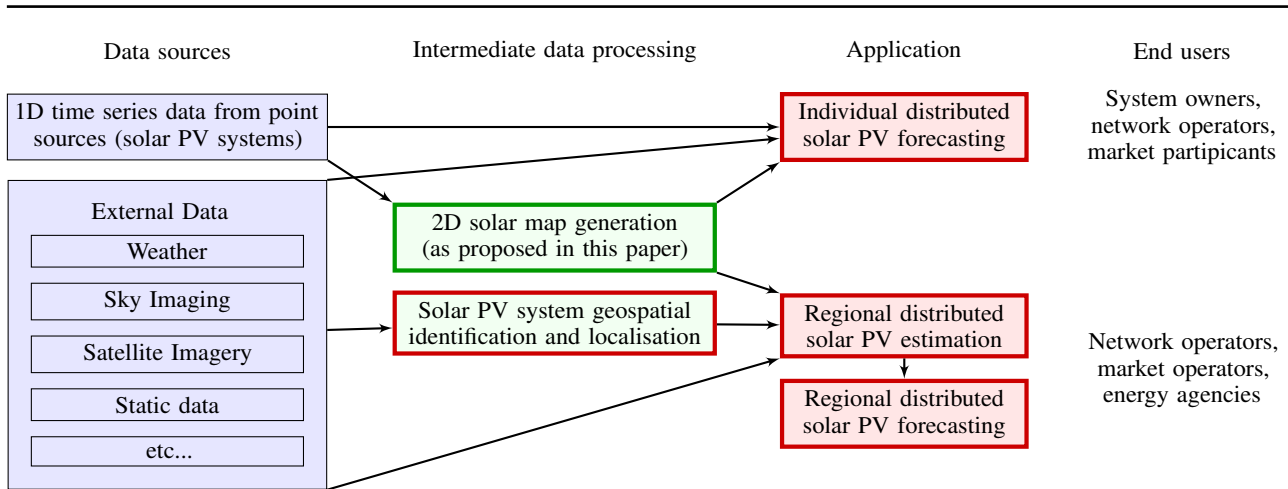 Data sources
Intermediate data processing
Application
End users
1D time series data from point
sources (solar PV systems)
Individual distributed
solar PV forecasting
System owners,
network operators,
market partipicants
External Data
Weather
Sky Imaging
Satellite Imagery
Static data
etc...
2D solar map generation
(as proposed in this paper)
Solar PV system geospatial
identification and localisation
Regional distributed
solar PV estimation
Regional distributed
solar PV forecasting
Network operators,
market operators,
energy agencies